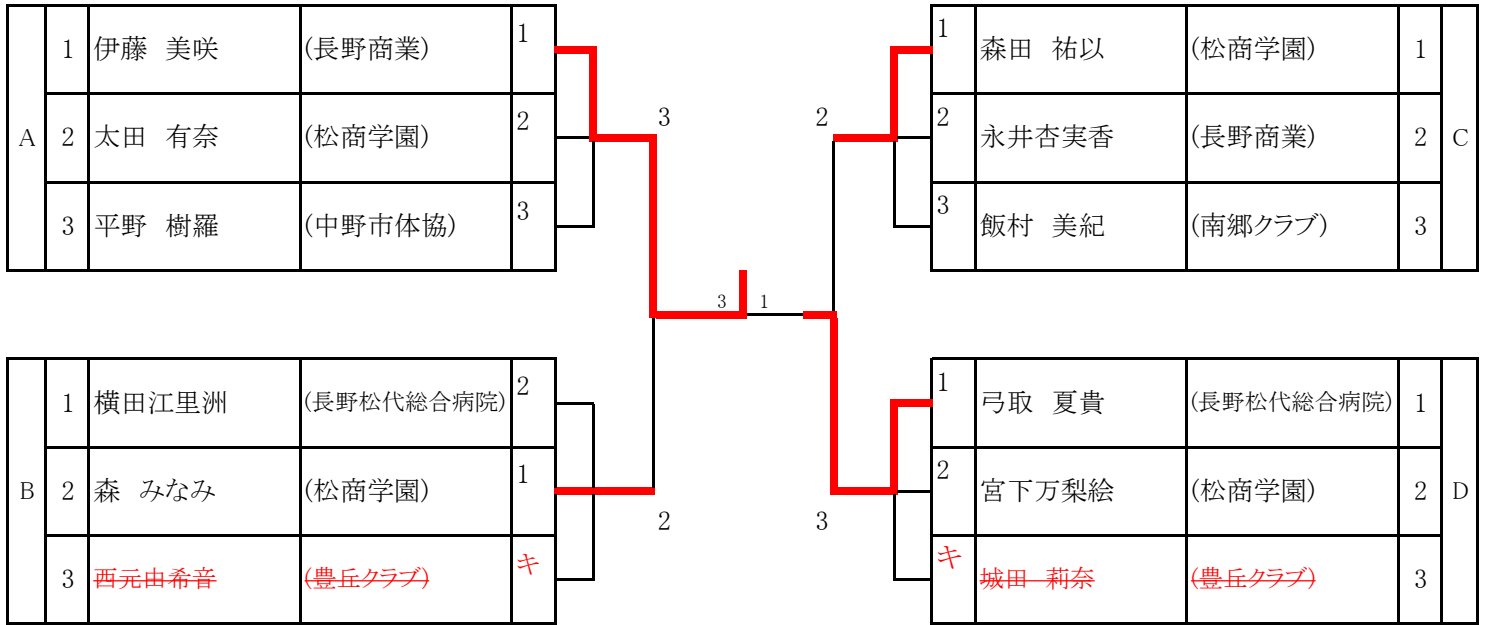 A
1 伊藤 美咲 (長野商業) 1
2 太田 有奈 (松商学園) 2
3 平野 樹羅 (中野市体協) 3
3
2
1 森田 祐以 (松商学園) 1
2 永井杏実香 (長野商業) 2
3 飯村 美紀 (南郷クラブ) 3
C
3 1
B
1 横田江里洲 (長野松代総合病院) 2
2 森 みなみ (松商学園) 1
3 西元由希音 (豊丘クラブ) キ
2
3
1 弓取 夏貴 (長野松代総合病院) 1
2 宮下万梨絵 (松商学園) 2
キ 城田 莉奈 (豊丘クラブ) 3
D